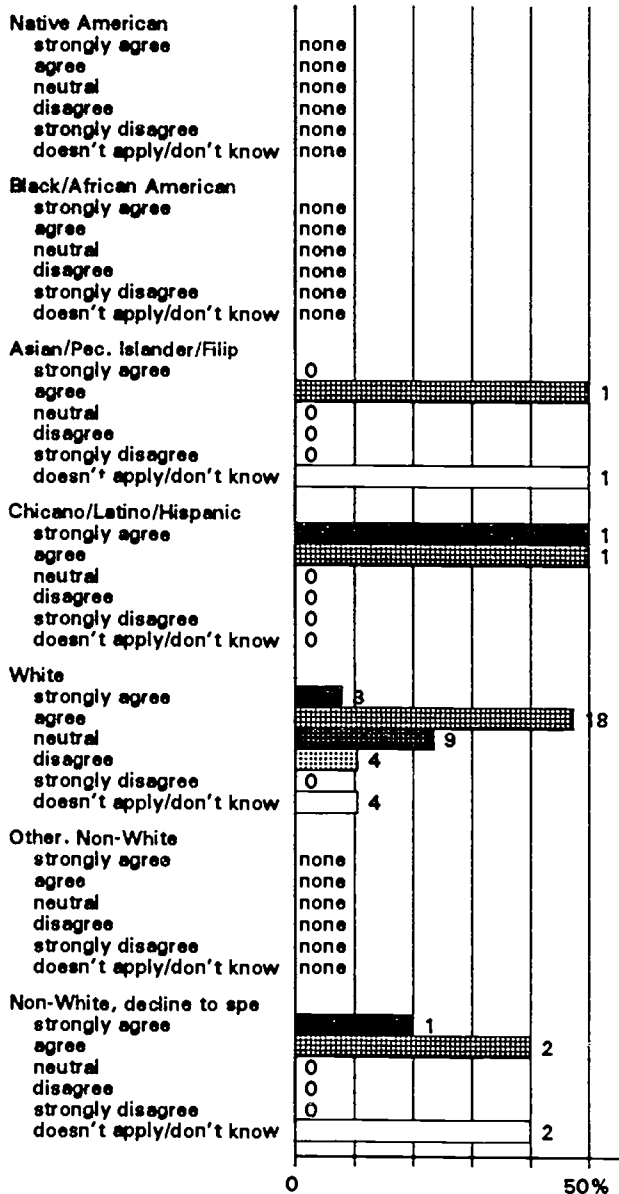 Native American
strongly agree none
agree none
neutral none
disagree none
strongly disagree none
doesn't apply/don't know none
Black/African American
strongly agree none
agree none
neutral none
disagree none
strongly disagree none
doesn't apply/don't know none
Asian/Pac. Islander/Filip
strongly agree 0
agree 1
neutral 0
disagree 0
strongly disagree 0
doesn't apply/don't know 1
Chicano/Latino/Hispanic
strongly agree 1
agree 1
neutral 0
disagree 0
strongly disagree 0
doesn't apply/don't know 0
White
strongly agree 3
agree 18
neutral 9
disagree 4
strongly disagree 0
doesn't apply/don't know 4
Other. Non-White
strongly agree none
agree none
neutral none
disagree none
strongly disagree none
doesn't apply/don't know none
Non-White, decline to spe
strongly agree 1
agree 2
neutral 0
disagree 0
strongly disagree 0
doesn't apply/don't know 2
0 50%